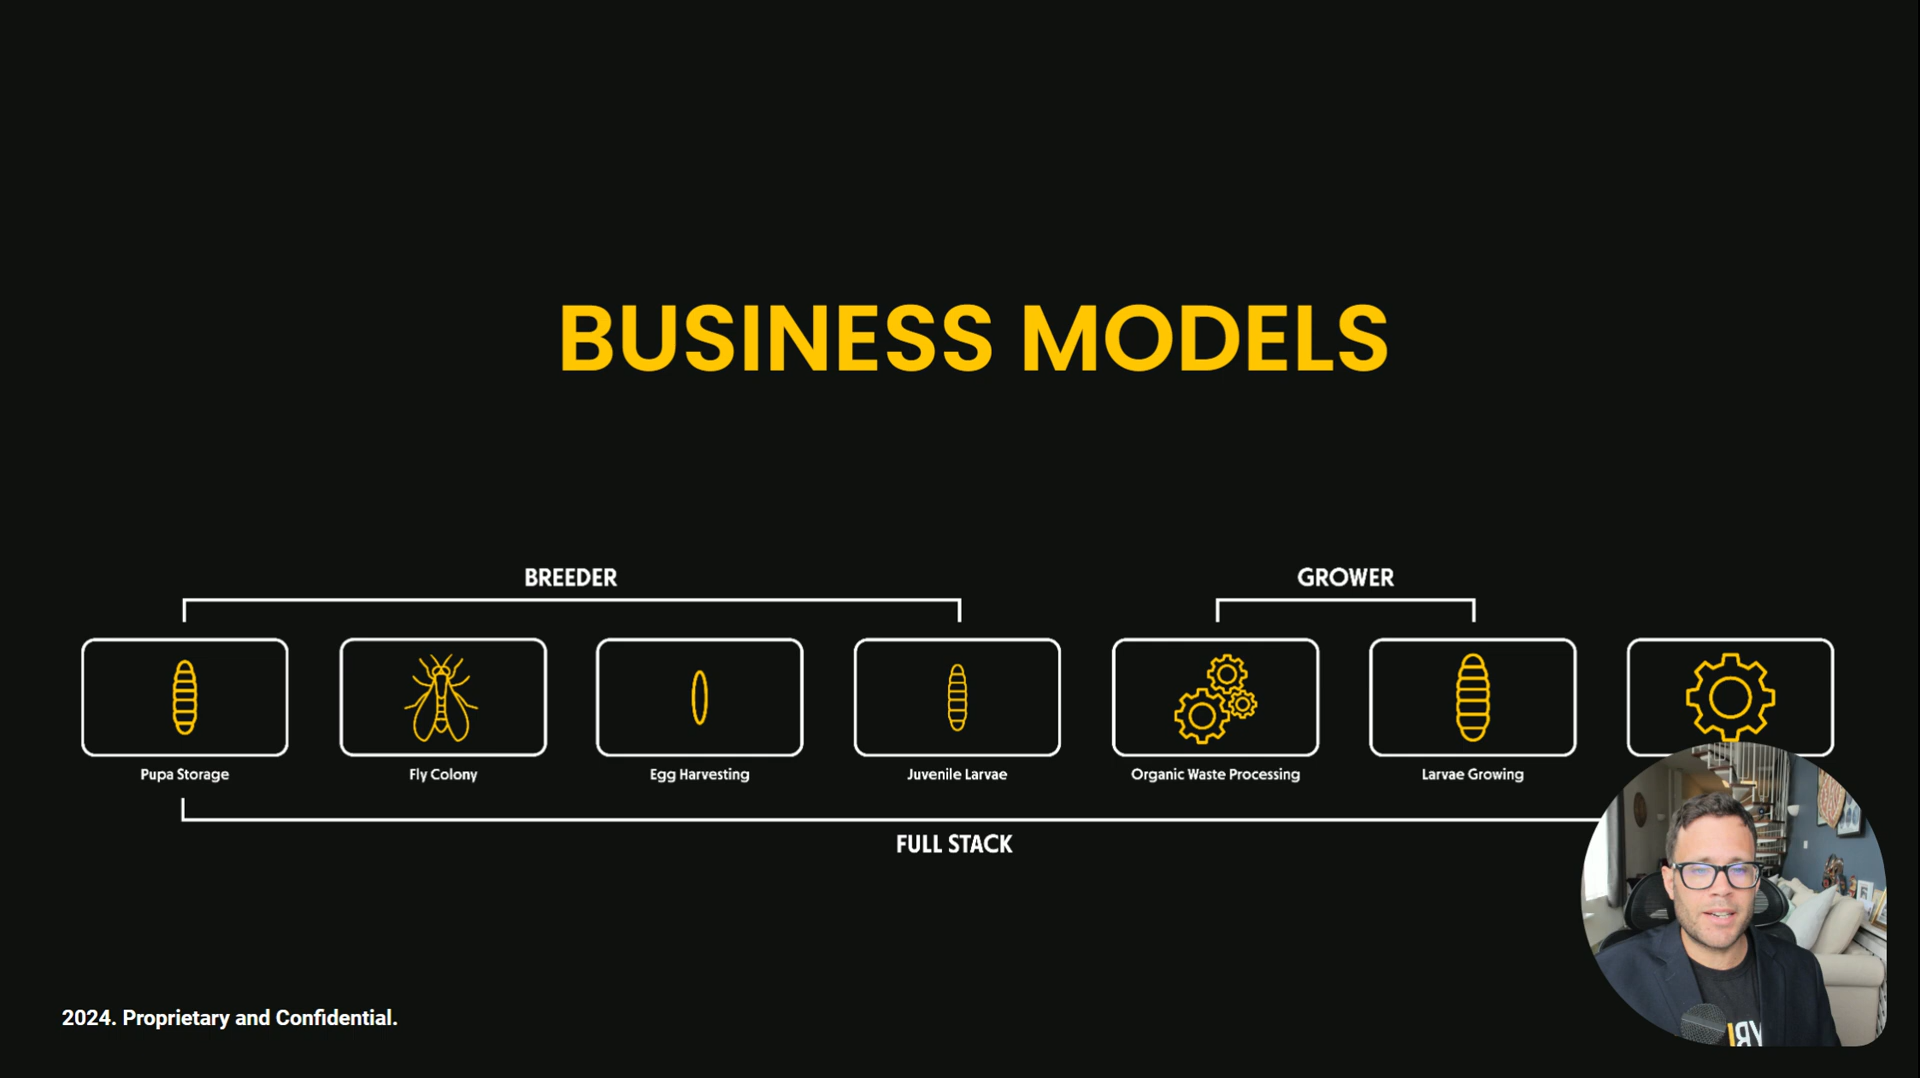 BUSINESS MODELS
BREEDER
GROWER
Pupa Storage
Fly Colony
Egg Harvesting
Juvenile Larvae
Organic Waste Processing
Larvae Growing
FULL STACK
2024. Proprietary and Confidential.